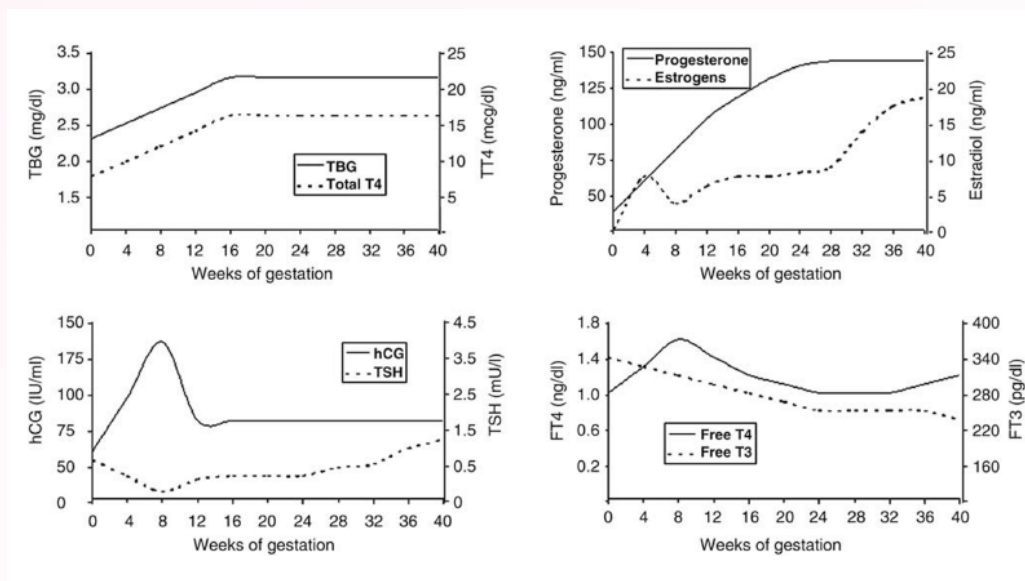 3.5
3.0
2.5
2.0
1.5
TBG (mg/dl)
25
20
15
10
5
0
TT4 (mcg/dl)
TBG
Total T4
0 4 8 12 16 20 24 28 32 36 40
Weeks of gestation
150
125
100
75
50
Progesterone (ng/ml)
25
20
15
10
5
0
Estradiol (ng/ml)
Progesterone
Estrogens
0 4 8 12 16 20 24 28 32 36 40
Weeks of gestation
150
125
100
75
50
0
hCG (IU/ml)
4.5
3.5
2.5
1.5
0.5
0
TSH (mU/l)
hCG
TSH
0 4 8 12 16 20 24 28 32 36 40
Weeks of gestation
1.8
1.4
1.0
0.6
0.2
FT4 (ng/dl)
400
340
280
220
160
FT3 (pg/dl)
Free T4
Free T3
0 4 8 12 16 20 24 28 32 36 40
Weeks of gestation